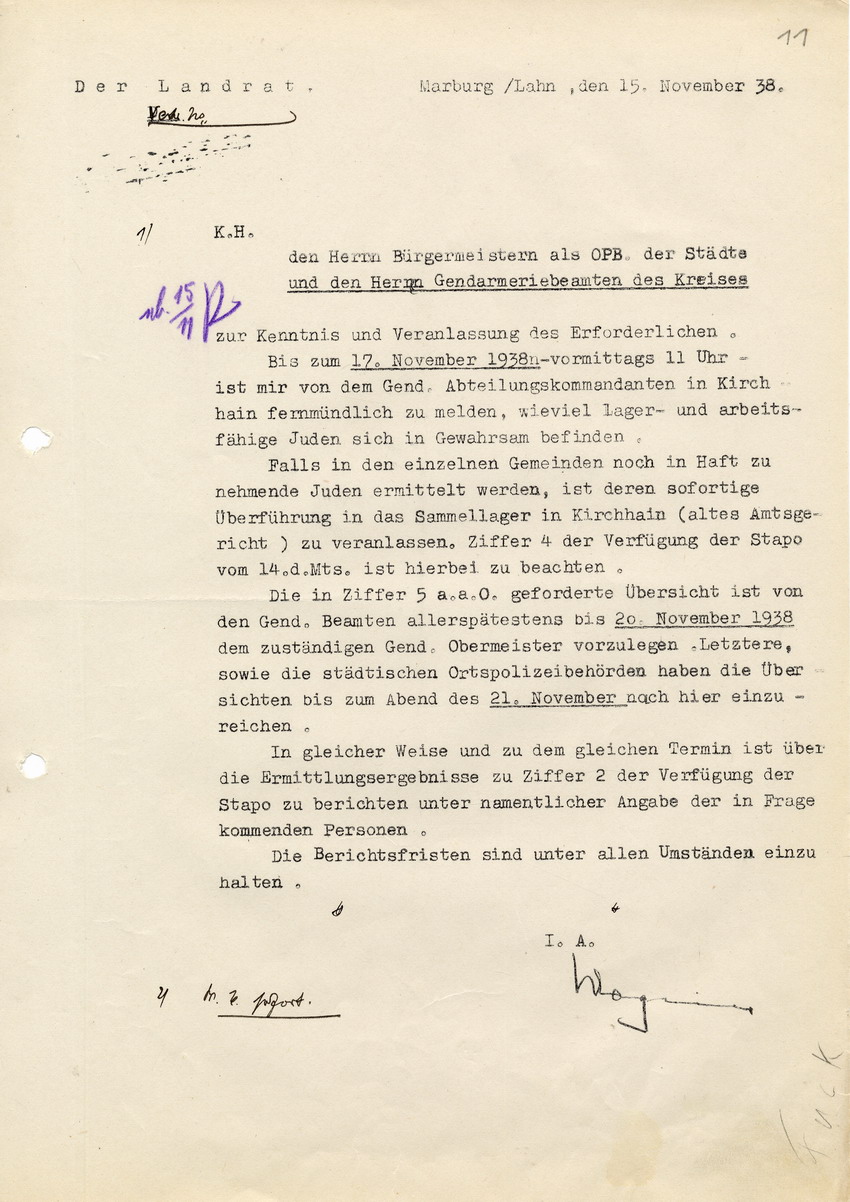 11
Der Landrat.
Marburg /Lahn ,den 15. November 38.
1/ K.H.
den Herrn Bürgermeistern als OPB. der Städte
und den Herrn Gendarmeriebeamten des Kreises
15
11
zur Kenntnis und Veranlassung des Erforderlichen .
Bis zum 17. November 1938n-vormittags 11 Uhr -
ist mir von dem Gend. Abteilungskommandanten in Kirch -
hain fernmündlich zu melden, wieviel lager- und arbeits-
fähige Juden sich in Gewahrsam befinden .
Falls in den einzelnen Gemeinden noch in Haft zu
nehmende Juden ermittelt werden, ist deren sofortige
Überführung in das Sammellager in Kirchhain (altes Amtsge-
richt ) zu veranlassen. Ziffer 4 der Verfügung der Stapo
vom 14.d.Mts. ist hierbei zu beachten .
Die in Ziffer 5 a.a.O. geforderte Übersicht ist von
den Gend. Beamten allerspätestens bis 2o. November 1938
dem zuständigen Gend. Obermeister vorzulegen .Letztere,
sowie die städtischen Ortspolizeibehörden haben die Über -
sichten bis zum Abend des 21. November nach hier einzu -
reichen .
In gleicher Weise und zu dem gleichen Termin ist über
die Ermittlungsergebnisse zu Ziffer 2 der Verfügung der
Stapo zu berichten unter namentlicher Angabe der in Frage
kommenden Personen .
Die Berichtsfristen sind unter allen Umständen einzu
halten .
I. A.
2/ sofort.